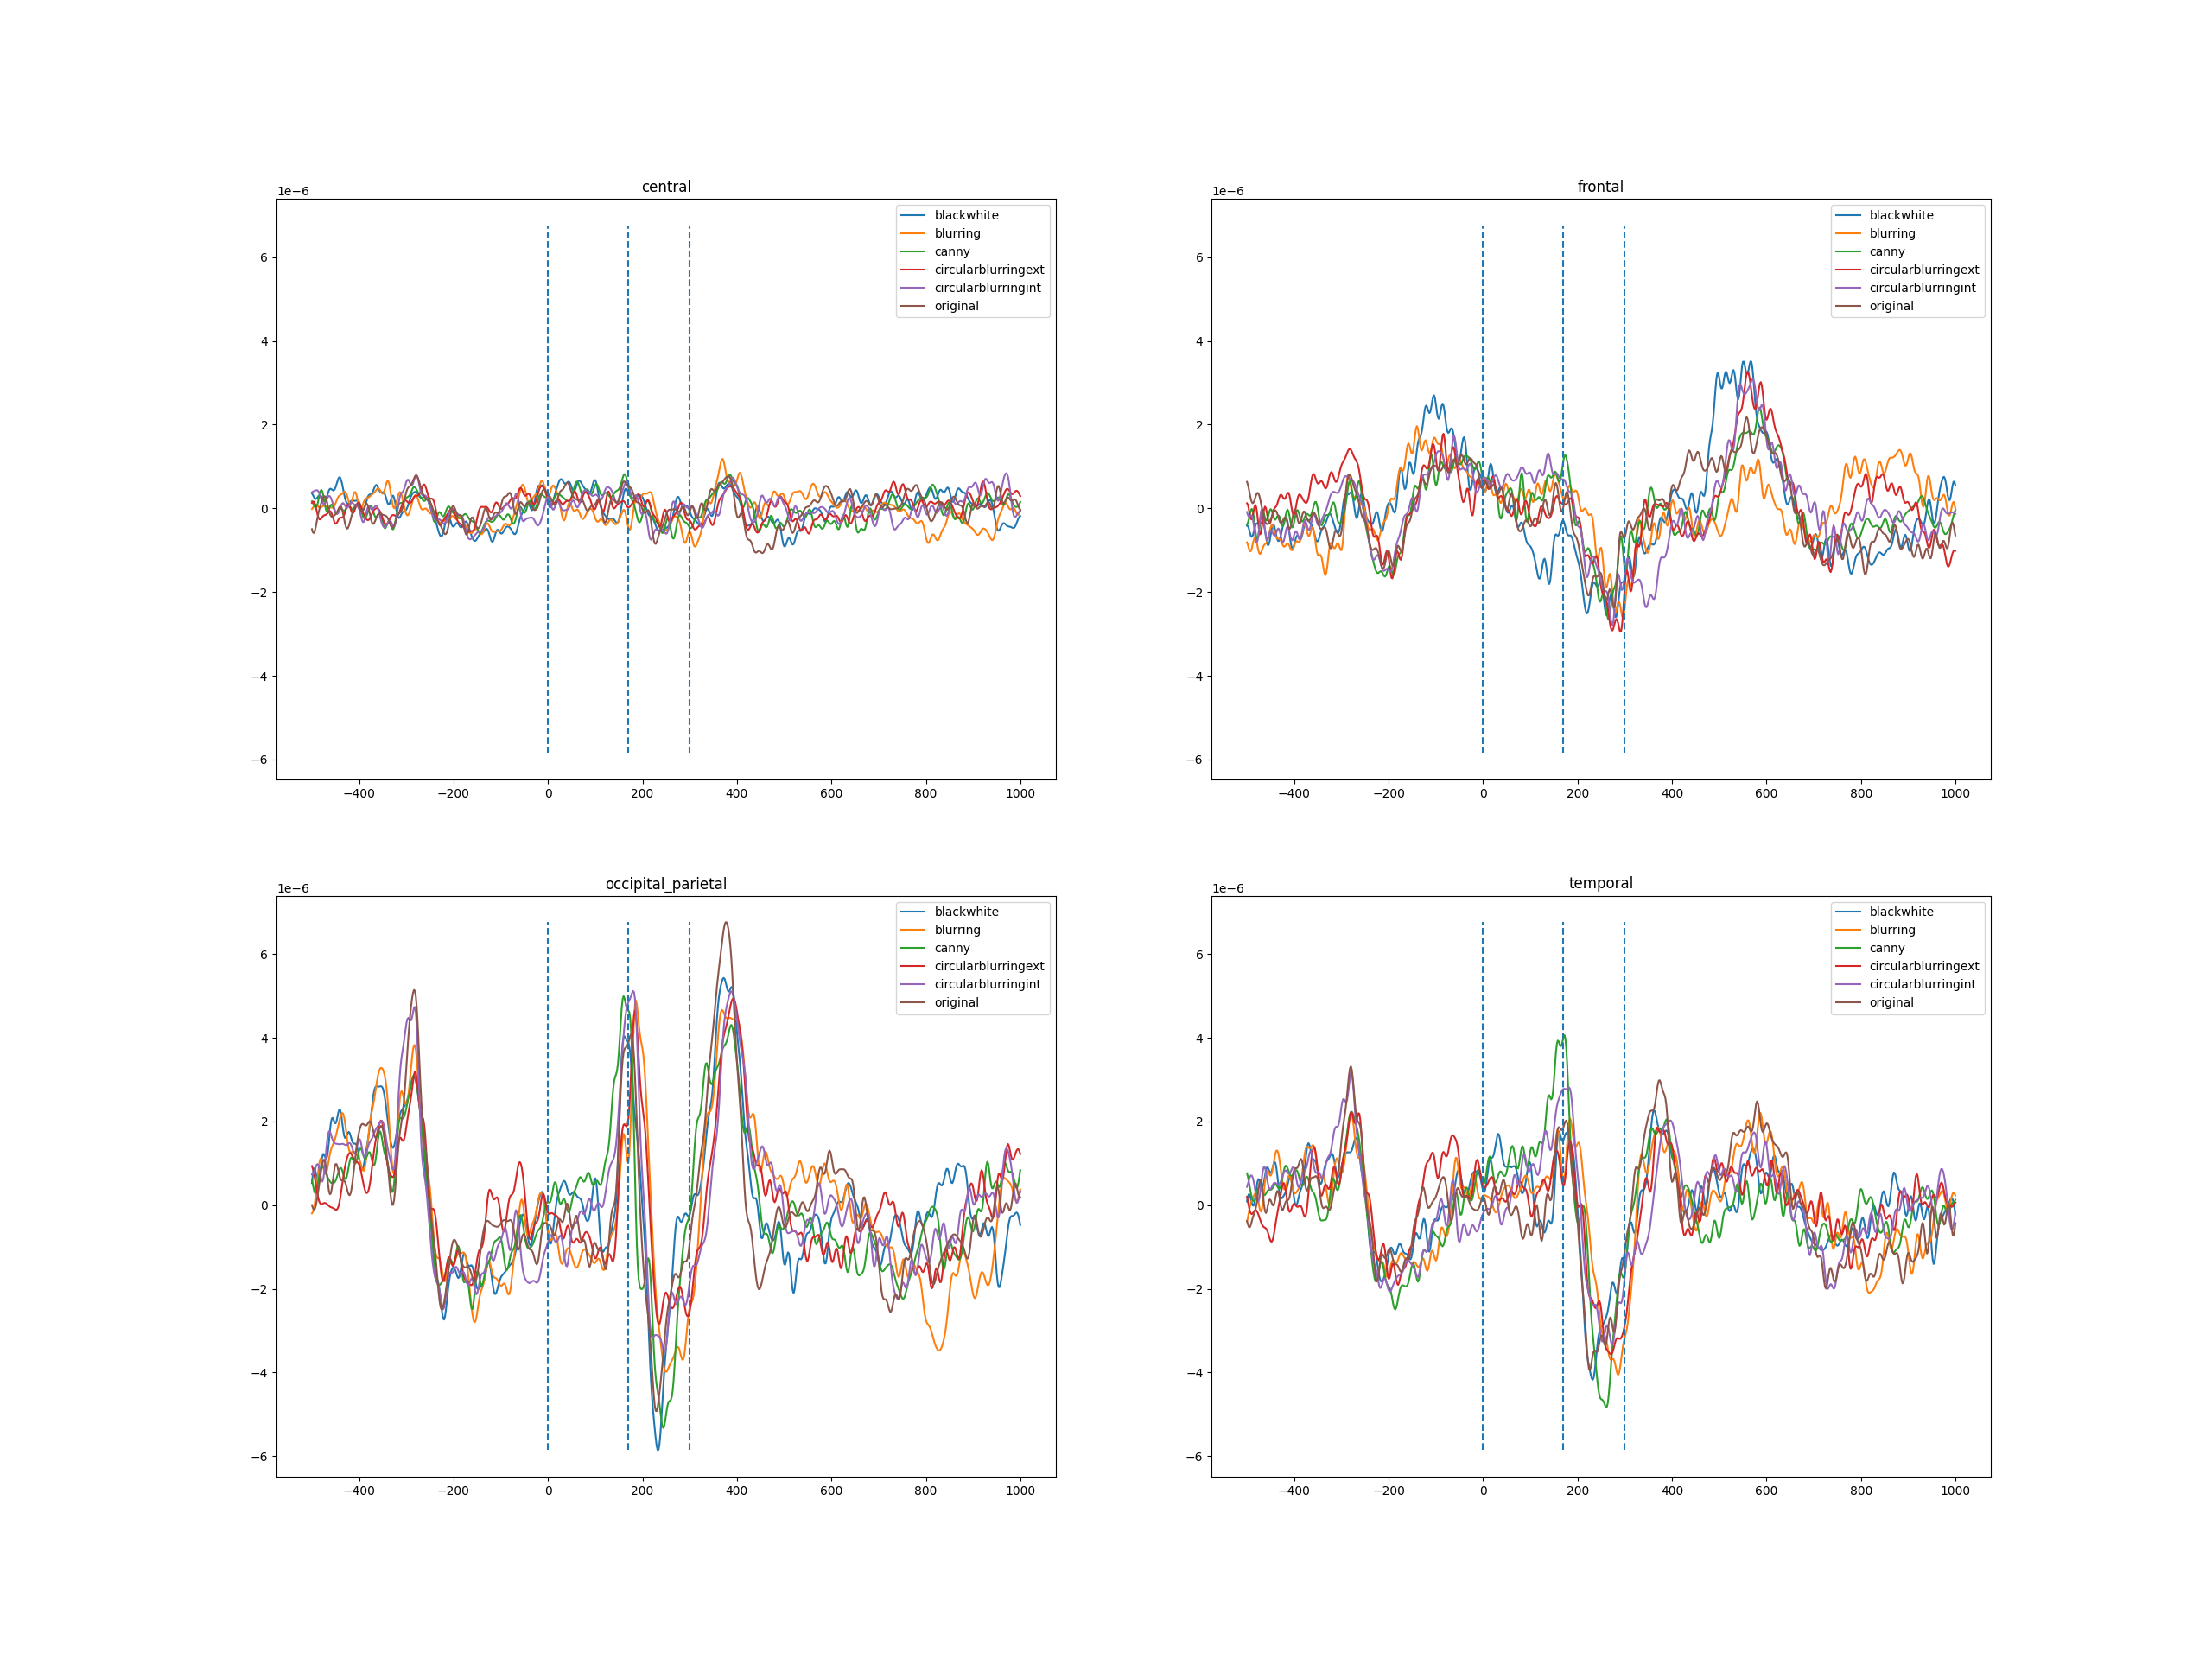 central
1e−6
6
4
2
0
−2
−4
−6
−400 −200 0 200 400 600 800 1000
blackwhite
blurring
canny
circularblurringext
circularblurringint
original
frontal
1e−6
6
4
2
0
−2
−4
−6
−400 −200 0 200 400 600 800 1000
blackwhite
blurring
canny
circularblurringext
circularblurringint
original
occipital_parietal
1e−6
6
4
2
0
−2
−4
−6
−400 −200 0 200 400 600 800 1000
blackwhite
blurring
canny
circularblurringext
circularblurringint
original
temporal
1e−6
6
4
2
0
−2
−4
−6
−400 −200 0 200 400 600 800 1000
blackwhite
blurring
canny
circularblurringext
circularblurringint
original